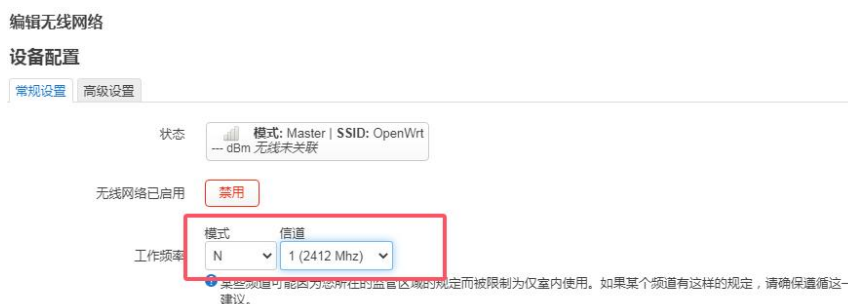 编辑无线网络
设备配置
常规设置 高级设置
状态 模式: Master | SSID: OpenWrt
--- dBm 无线未关联
无线网络已启用 禁用
模式 信道
工作频率 N 1 (2412 Mhz)
某些频道可能因为您所在的监管区域的规定而被限制为仅室内使用。如果某个频道有这样的规定，请确保遵循这一
建议。